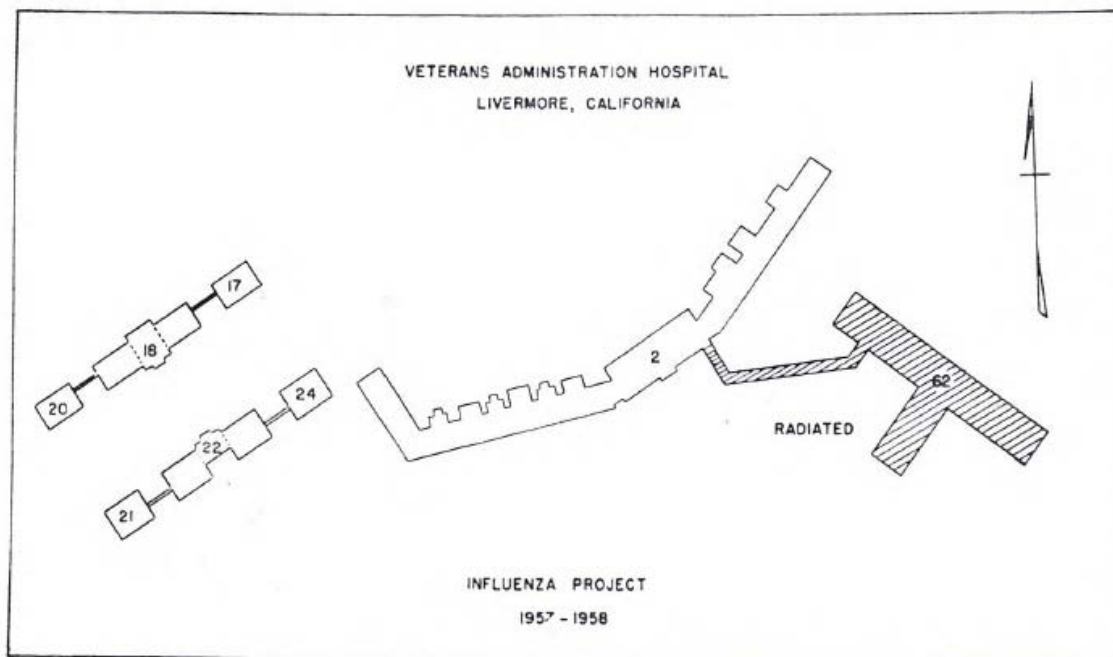 VETERANS ADMINISTRATION HOSPITAL
LIVERMORE, CALIFORNIA
17
18
20
24
22
21
2
62
RADIATED
INFLUENZA PROJECT
1957-1958